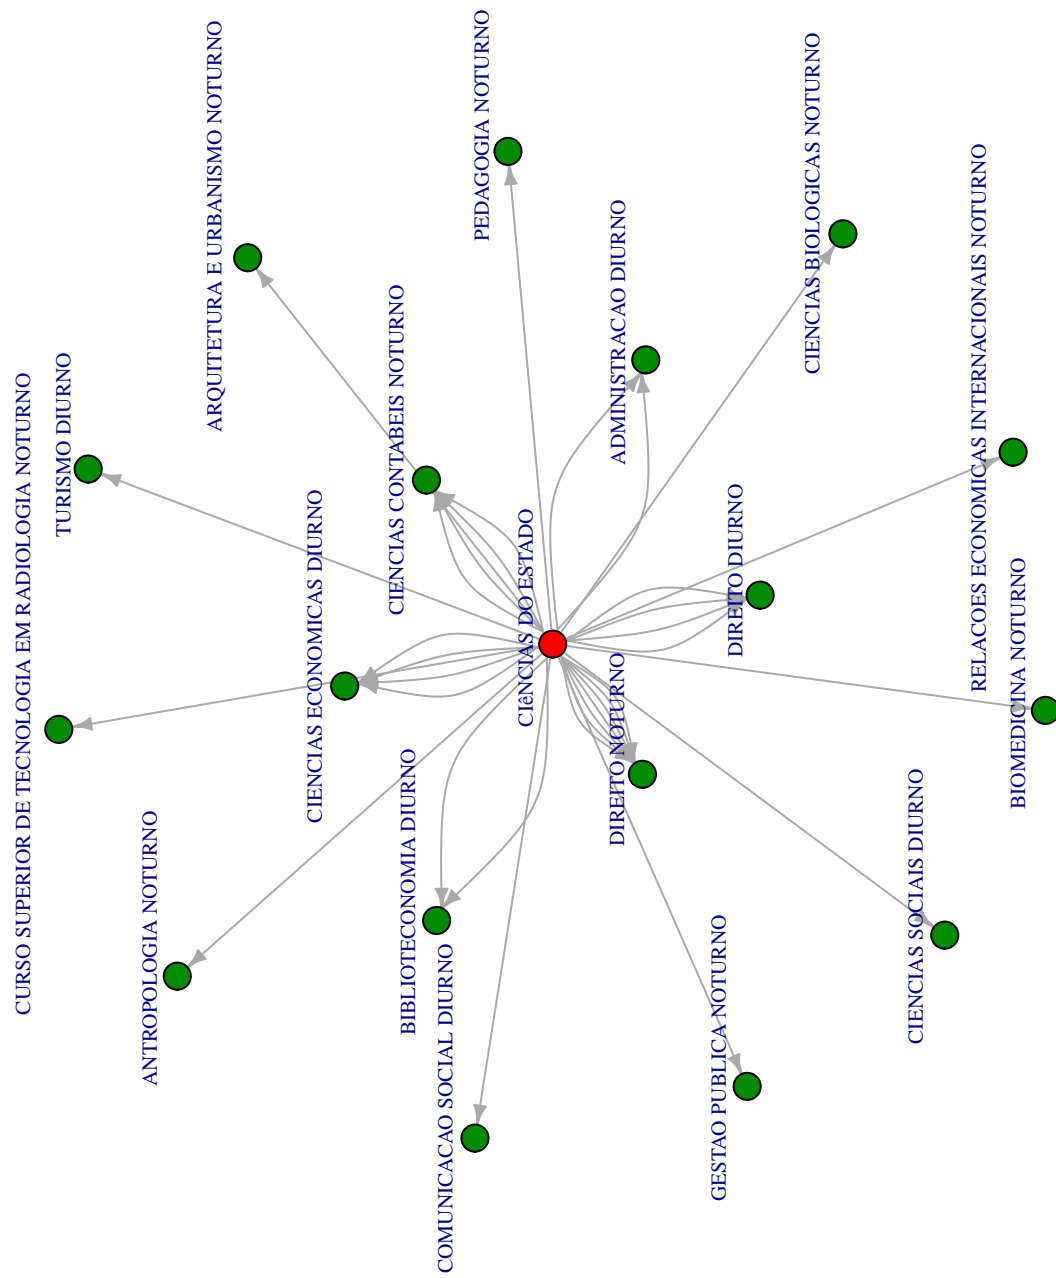 CURSO SUPERIOR DE TECNOLOGIA EM RADIOLOGIA NOTURNO
TURISMO DIURNO
ANTROPOLOGIA NOTURNO
ARQUITETURA E URBANISMO NOTURNO
CIENCIAS ECONOMICAS DIURNO
CIENCIAS CONTABEIS NOTURNO
BIBLIOTECONOMIA DIURNO
COMUNICACAO SOCIAL DIURNO
PEDAGOGIA NOTURNO
CIêNCIAS DO ESTADO
ADMINISTRACAO DIURNO
DIREITO NOTURNO
GESTAO PUBLICA NOTURNO
DIREITO DIURNO
CIENCIAS BIOLOGICAS NOTURNO
CIENCIAS SOCIAIS DIURNO
RELACOES ECONOMICAS INTERNACIONAIS NOTURNO
BIOMEDICINA NOTURNO